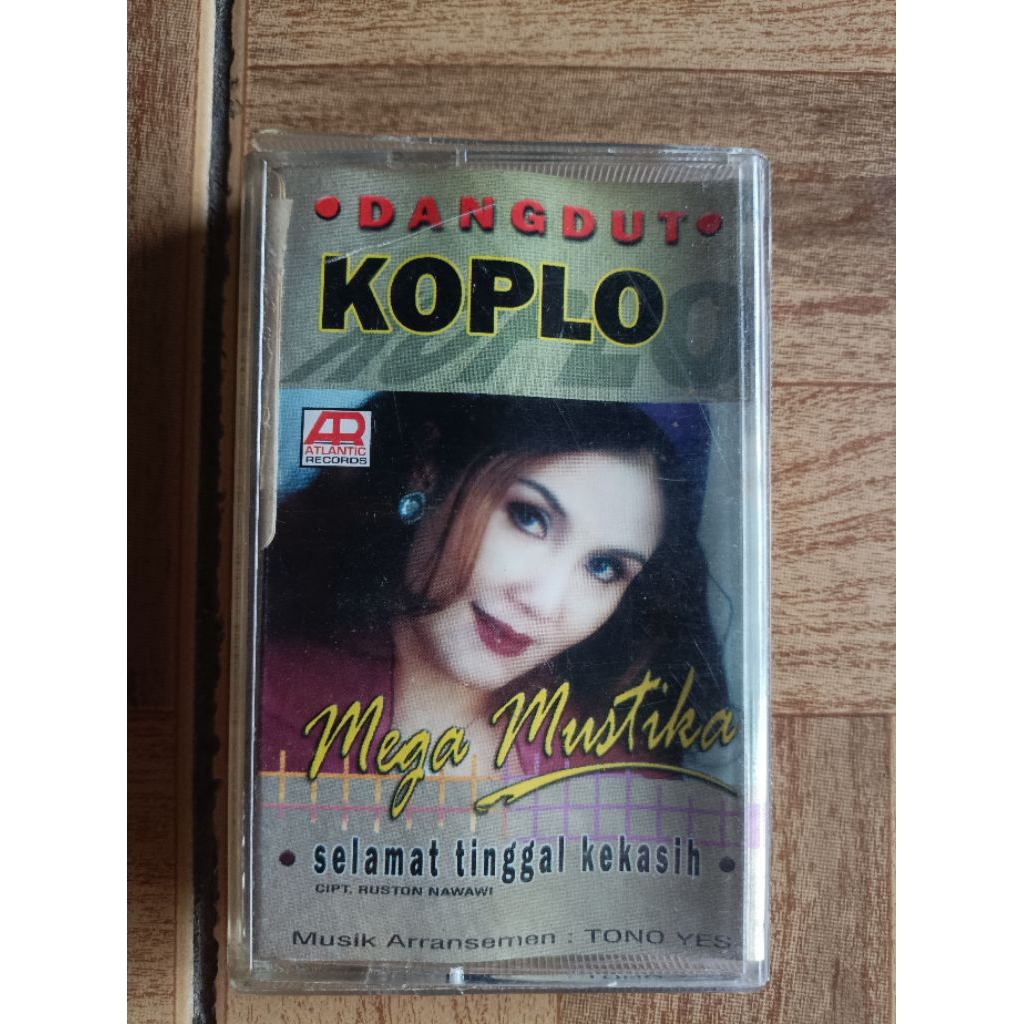 • DANGDUT •
KOPLO
AR
ATLANTIC
RECORDS
Mega Mustika
• selamat tinggal kekasih •
CIPT. RUSTON NAWAWI
Musik Arransemen : TONO YES